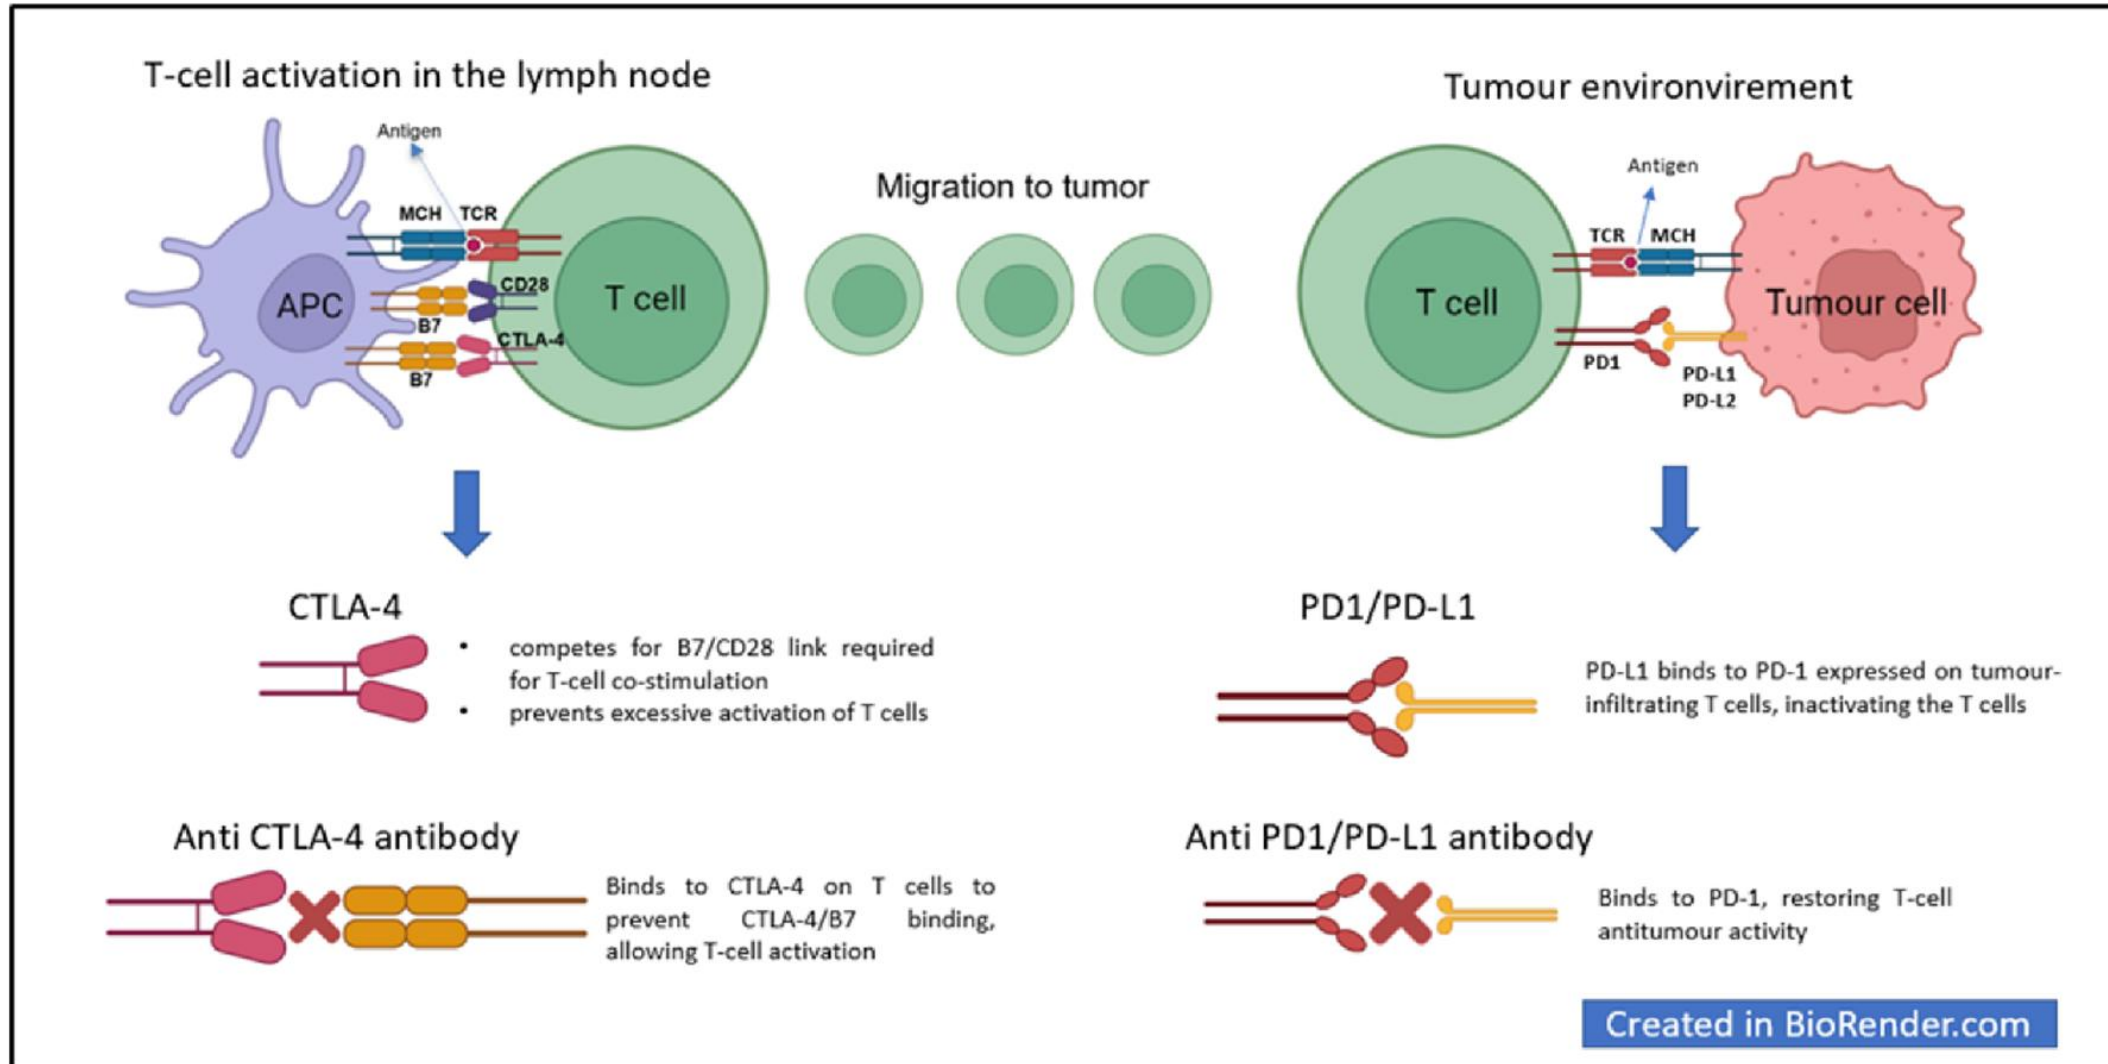 T-cell activation in the lymph node
Antigen
MCH TCR
CD28
APC
B7
T cell
CTLA-4
B7
Migration to tumor
Tumour environvirement
Antigen
TCR MCH
T cell
Tumour cell
PD1
PD-L1
PD-L2
CTLA-4
• competes for B7/CD28 link required
for T-cell co-stimulation
• prevents excessive activation of T cells
PD1/PD-L1
PD-L1 binds to PD-1 expressed on tumour-
infiltrating T cells, inactivating the T cells
Anti CTLA-4 antibody
Binds to CTLA-4 on T cells to
prevent CTLA-4/B7 binding,
allowing T-cell activation
Anti PD1/PD-L1 antibody
Binds to PD-1, restoring T-cell
antitumour activity
Created in BioRender.com